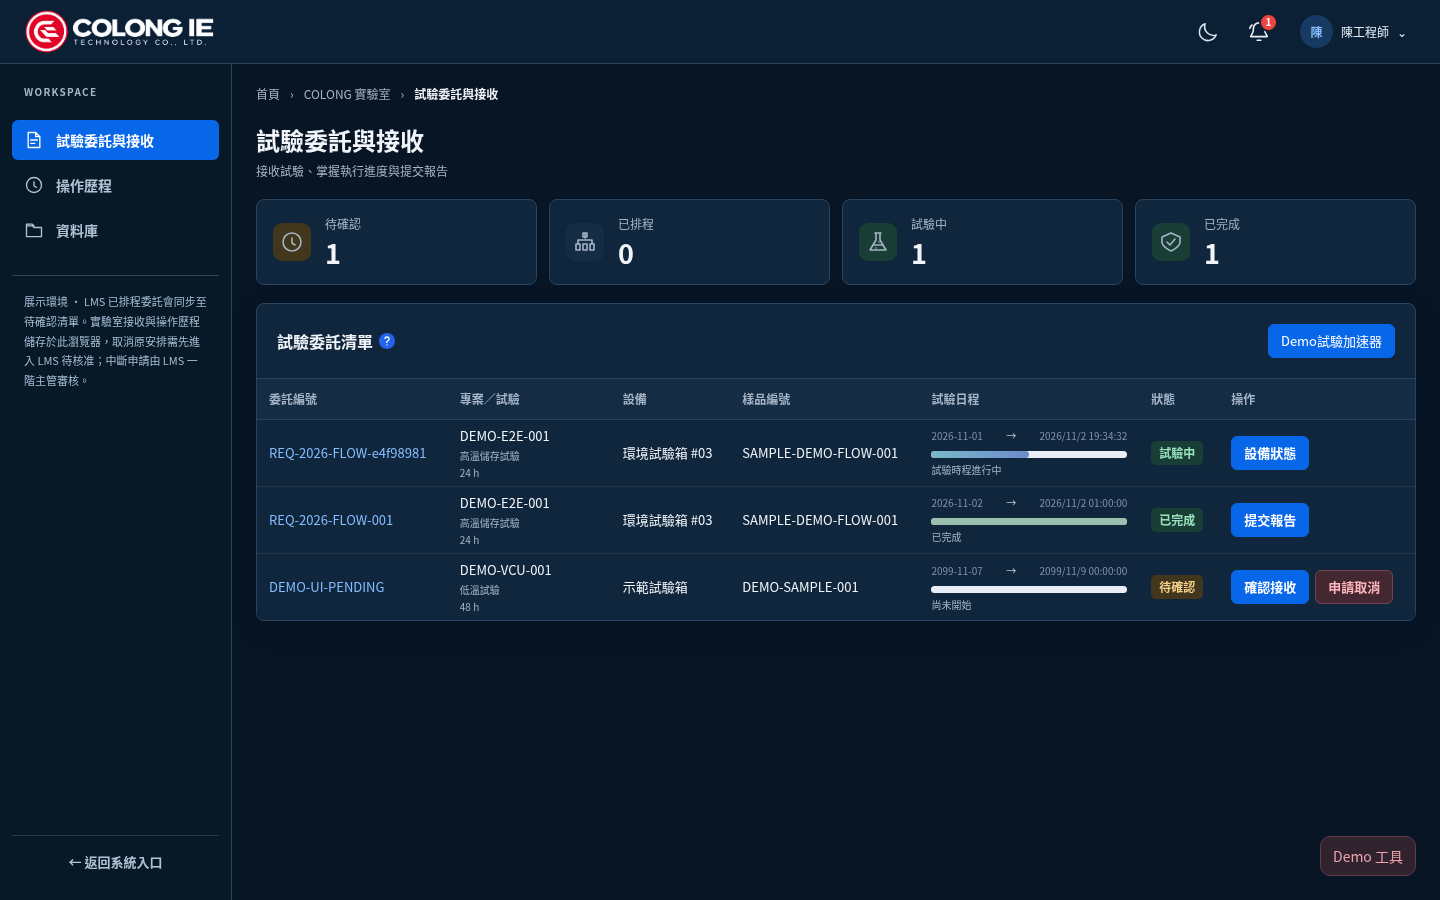 COLONG IE
TECHNOLOGY CO., LTD.
1
陳
陳工程師
WORKSPACE
試驗委託與接收
操作歷程
資料庫
展示環境 · LMS 已排程委託會同步至
待確認清單。實驗室接收與操作歷程
儲存於此瀏覽器，取消原安排需先進
入 LMS 待核准；中斷申請由 LMS 一
階主管審核。
← 返回系統入口
首頁 › COLONG 實驗室 › 試驗委託與接收
試驗委託與接收
接收試驗、掌握執行進度與提交報告
待確認
1
已排程
0
試驗中
1
已完成
1
試驗委託清單 ?
Demo試驗加速器
委託編號 專案／試驗 設備 樣品編號 試驗日程 狀態 操作
REQ-2026-FLOW-e4f98981
DEMO-E2E-001
高溫儲存試驗
24 h
環境試驗箱 #03
SAMPLE-DEMO-FLOW-001
2026-11-01 → 2026/11/2 19:34:32
試驗時程進行中
試驗中
設備狀態
REQ-2026-FLOW-001
DEMO-E2E-001
高溫儲存試驗
24 h
環境試驗箱 #03
SAMPLE-DEMO-FLOW-001
2026-11-02 → 2026/11/2 01:00:00
已完成
已完成
提交報告
DEMO-UI-PENDING
DEMO-VCU-001
低溫試驗
48 h
示範試驗箱
DEMO-SAMPLE-001
2099-11-07 → 2099/11/9 00:00:00
尚未開始
待確認
確認接收
申請取消
Demo 工具